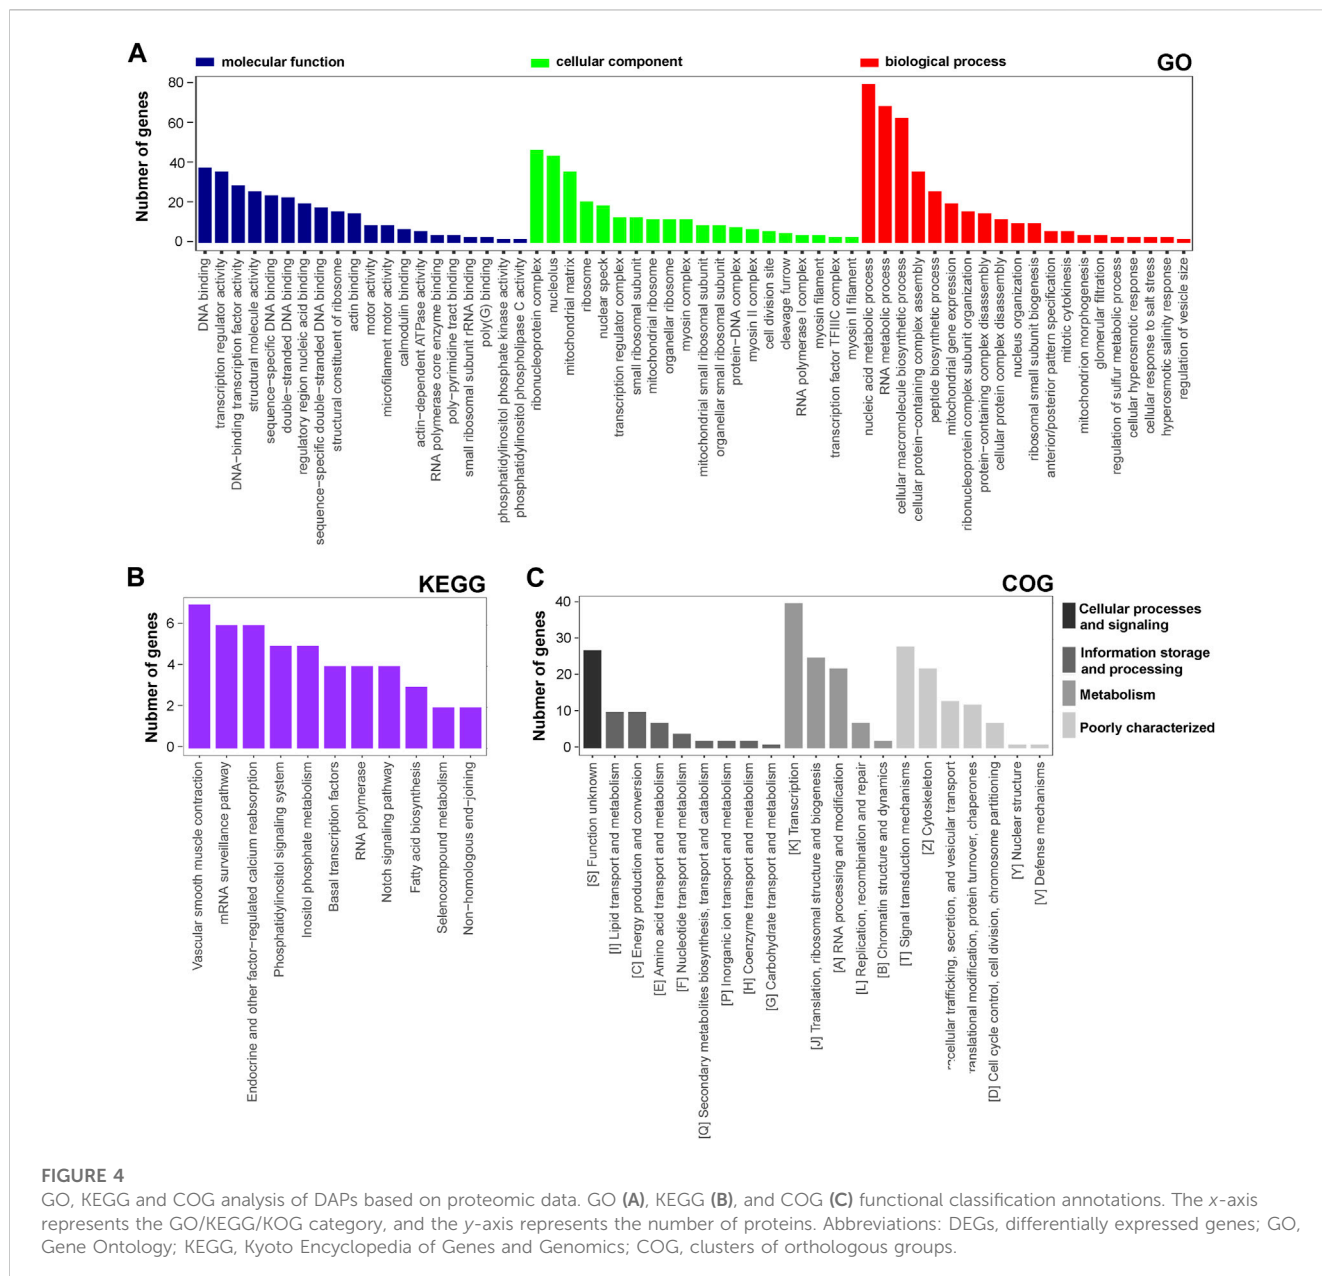 A
molecular function
cellular component
biological process
GO
Nubmer of genes
80
60
40
20
0
DNA binding
transcription regulator activity
DNA−binding transcription factor activity
structural molecule activity
sequence−specific DNA binding
double−stranded DNA binding
regulatory region nucleic acid binding
sequence−specific double−stranded DNA binding
structural constituent of ribosome
actin binding
motor activity
microfilament motor activity
calmodulin binding
actin−dependent ATPase activity
RNA polymerase core enzyme binding
poly−pyrimidine tract binding
small ribosomal subunit rRNA binding
poly(G) binding
phosphatidylinositol phosphate kinase activity
phosphatidylinositol phospholipase C activity
ribonucleoprotein complex
nucleolus
mitochondrial matrix
ribosome
nuclear speck
transcription regulator complex
small ribosomal subunit
mitochondrial ribosome
organellar ribosome
myosin complex
mitochondrial small ribosomal subunit
organellar small ribosomal subunit
protein−DNA complex
myosin II complex
cell division site
cleavage furrow
RNA polymerase I complex
myosin filament
transcription factor TFIIIC complex
myosin II filament
nucleic acid metabolic process
RNA metabolic process
cellular macromolecule biosynthetic process
cellular protein−containing complex assembly
peptide biosynthetic process
mitochondrial gene expression
ribonucleoprotein complex subunit organization
protein−containing complex disassembly
cellular protein complex disassembly
nucleus organization
ribosomal small subunit biogenesis
anterior/posterior pattern specification
mitotic cytokinesis
mitochondrion morphogenesis
glomerular filtration
regulation of sulfur metabolic process
cellular hyperosmotic response
cellular response to salt stress
hyperosmotic salinity response
regulation of vesicle size
B
KEGG
Nubmer of genes
6
4
2
0
Vascular smooth muscle contraction
mRNA surveillance pathway
Endocrine and other factor−regulated calcium reabsorption
Phosphatidylinositol signaling system
Inositol phosphate metabolism
Basal transcription factors
RNA polymerase
Notch signaling pathway
Fatty acid biosynthesis
Selenocompound metabolism
Non−homologous end−joining
C
COG
Nubmer of genes
40
30
20
10
0
[S] Function unknown
[I] Lipid transport and metabolism
[C] Energy production and conversion
[E] Amino acid transport and metabolism
[F] Nucleotide transport and metabolism
[Q] Secondary metabolites biosynthesis, transport and catabolism
[P] Inorganic ion transport and metabolism
[H] Coenzyme transport and metabolism
[G] Carbohydrate transport and metabolism
[K] Transcription
[J] Translation, ribosomal structure and biogenesis
[A] RNA processing and modification
[L] Replication, recombination and repair
[B] Chromatin structure and dynamics
[T] Signal transduction mechanisms
[Z] Cytoskeleton
trafficking, secretion, and vesicular transport
modification, protein turnover, chaperones
[D] Cell cycle control, cell division, chromosome partitioning
[Y] Nuclear structure
[V] Defense mechanisms
Cellular processes
and signaling
Information storage
and processing
Metabolism
Poorly characterized
FIGURE 4
GO, KEGG and COG analysis of DAPs based on proteomic data. GO (A), KEGG (B), and COG (C) functional classification annotations. The x-axis
represents the GO/KEGG/KOG category, and the y-axis represents the number of proteins. Abbreviations: DEGs, differentially expressed genes; GO,
Gene Ontology; KEGG, Kyoto Encyclopedia of Genes and Genomics; COG, clusters of orthologous groups.